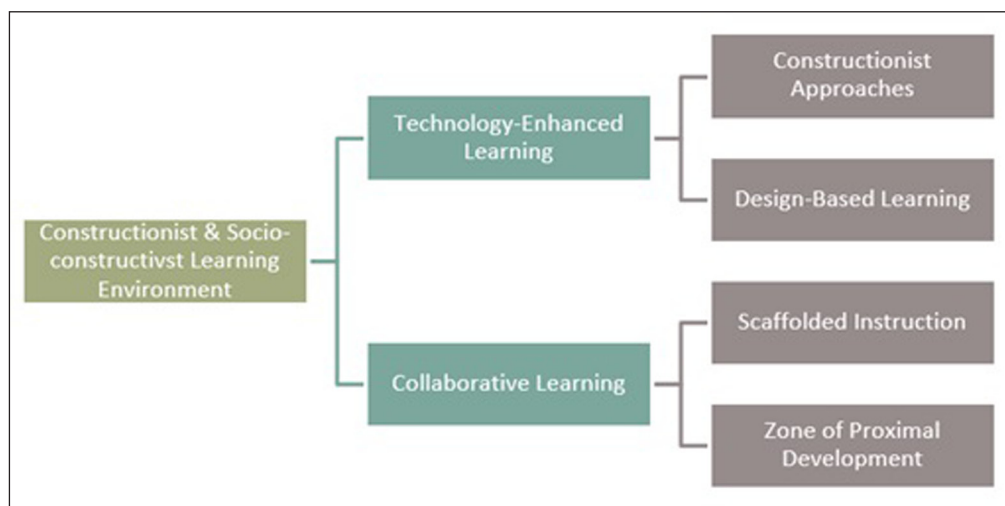 Constructionist & Socio-
constructivst Learning
Environment
Technology-Enhanced
Learning
Collaborative Learning
Constructionist
Approaches
Design-Based Learning
Scaffolded Instruction
Zone of Proximal
Development